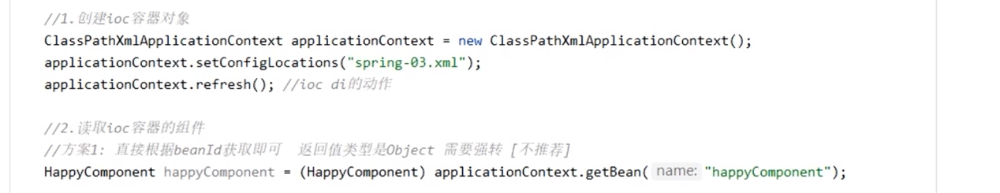 //1.创建ioc容器对象
ClassPathXmlApplicationContext applicationContext = new ClassPathXmlApplicationContext();
applicationContext.setConfigLocations("spring-03.xml");
applicationContext.refresh(); //ioc di的动作
//2.读取ioc容器的组件
//方案1: 直接根据beanId获取即可 返回值类型是Object 需要强转 [不推荐]
HappyComponent happyComponent = (HappyComponent) applicationContext.getBean( name: "happyComponent");